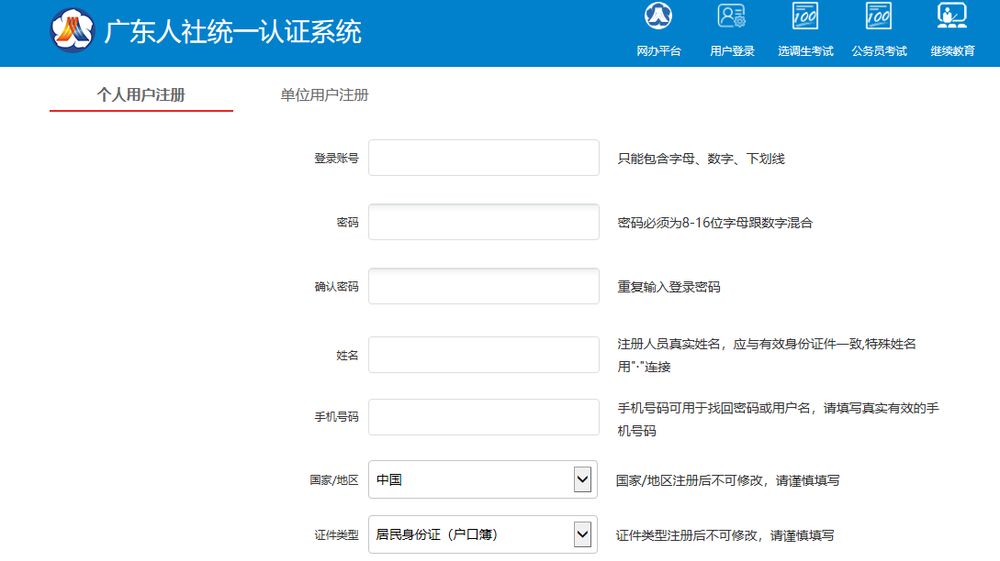 广东人社统一认证系统
网办平台 用户登录 选调生考试 公务员考试 继续教育
个人用户注册 单位用户注册
登录账号 只能包含字母、数字、下划线
密码 密码必须为8-16位字母跟数字混合
确认密码 重复输入登录密码
姓名 注册人员真实姓名，应与有效身份证件一致,特殊姓名
用"·"连接
手机号码 手机号码可用于找回密码或用户名，请填写真实有效的手
机号码
国家/地区 中国 国家/地区注册后不可修改，请谨慎填写
证件类型 居民身份证（户口簿） 证件类型注册后不可修改，请谨慎填写